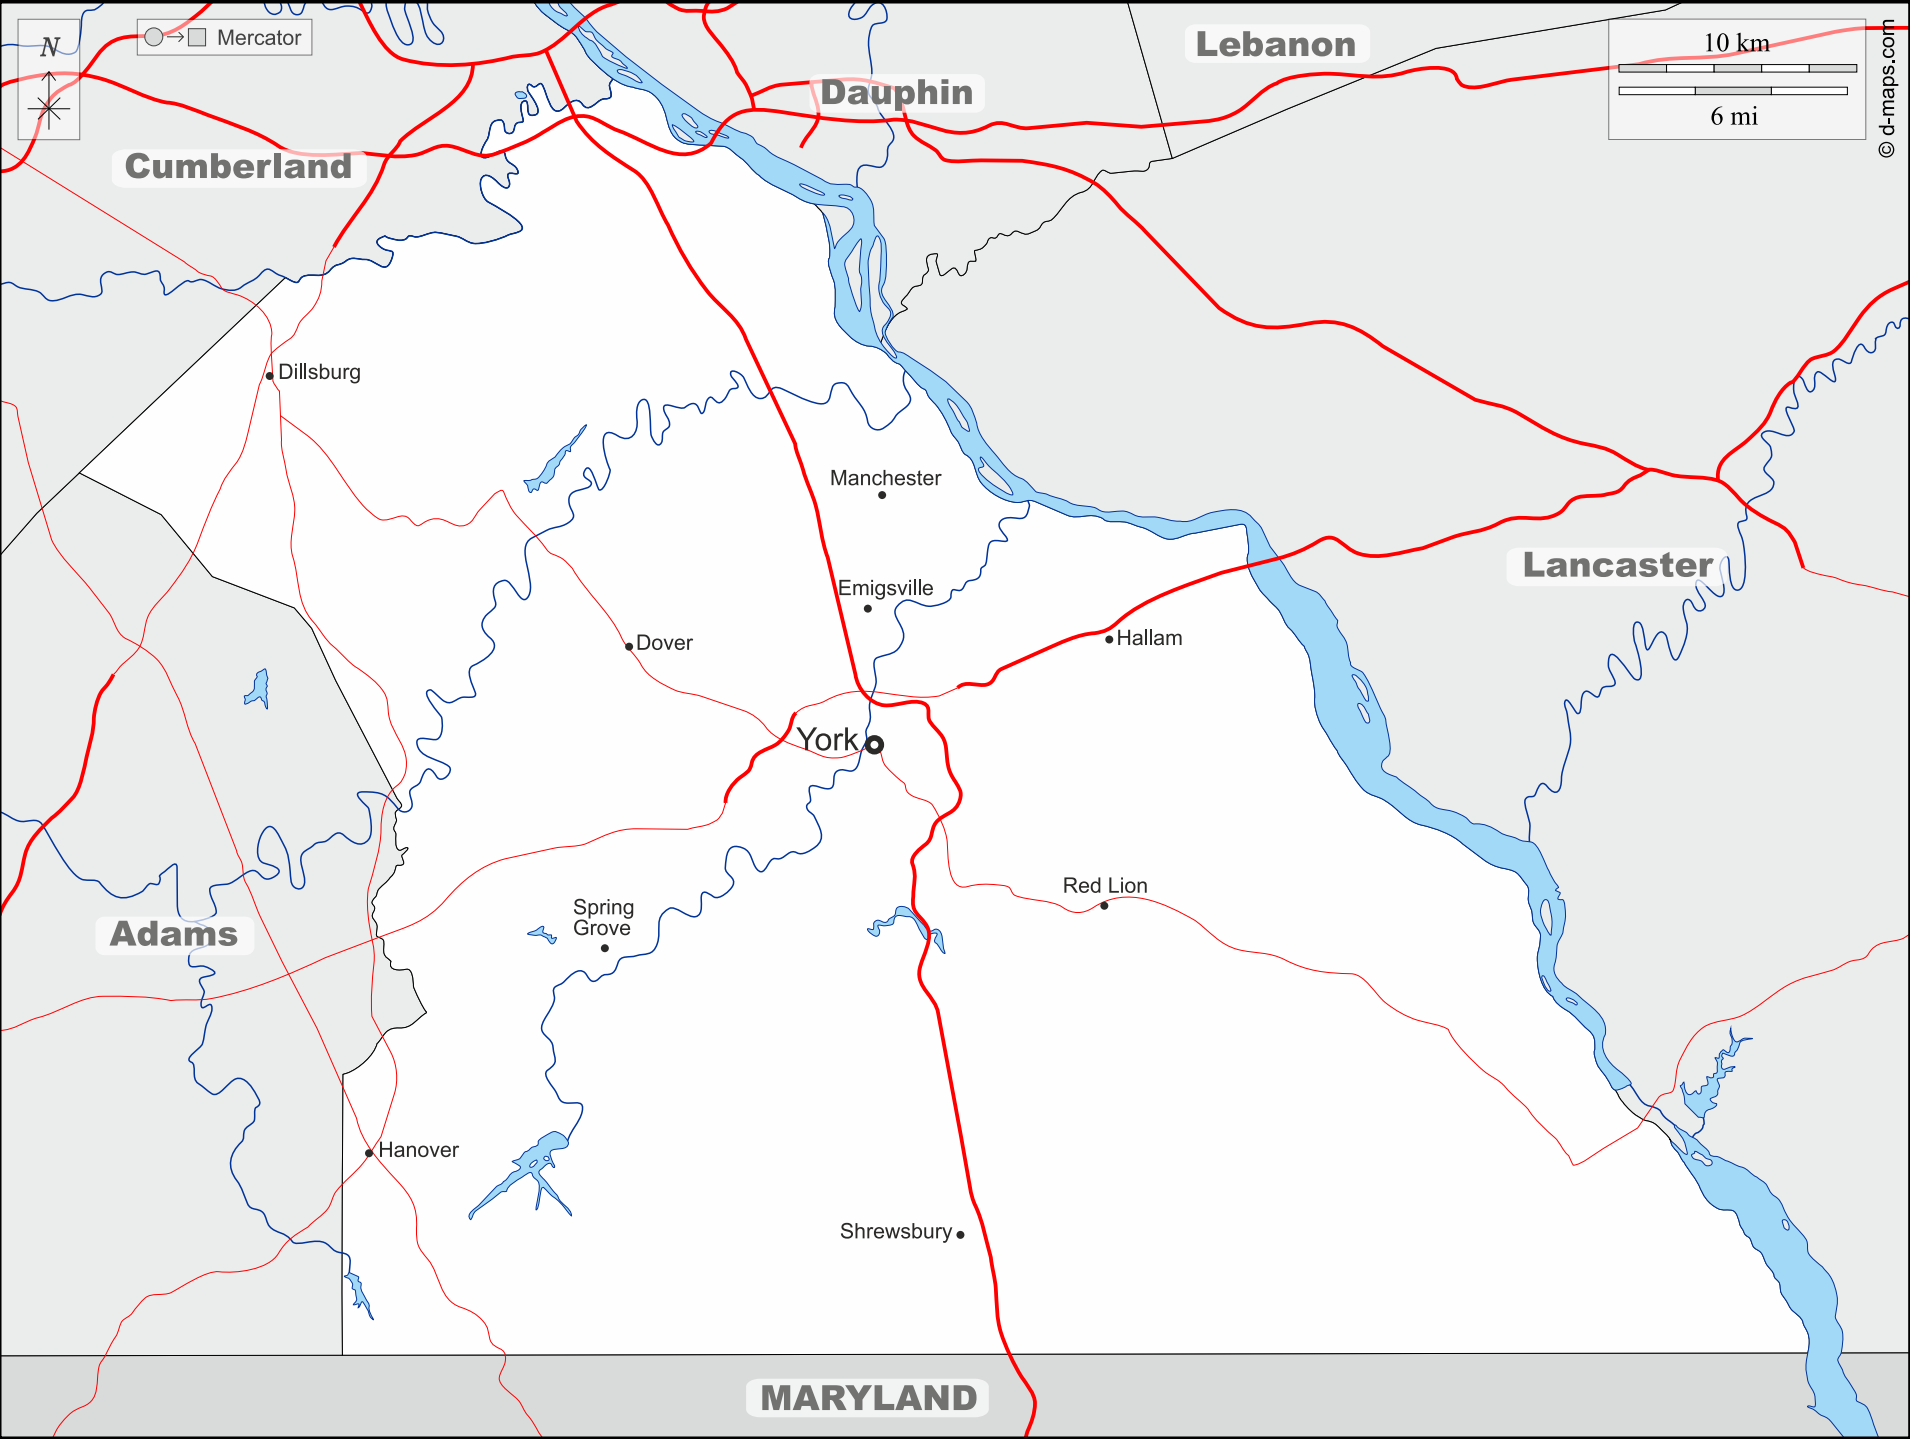 N
Mercator
Lebanon
10 km
6 mi
© d-maps.com
Dauphin
Cumberland
Dillsburg
Manchester
Lancaster
Emigsville
Hallam
Dover
York
Red Lion
Spring
Grove
Adams
Hanover
Shrewsbury
MARYLAND